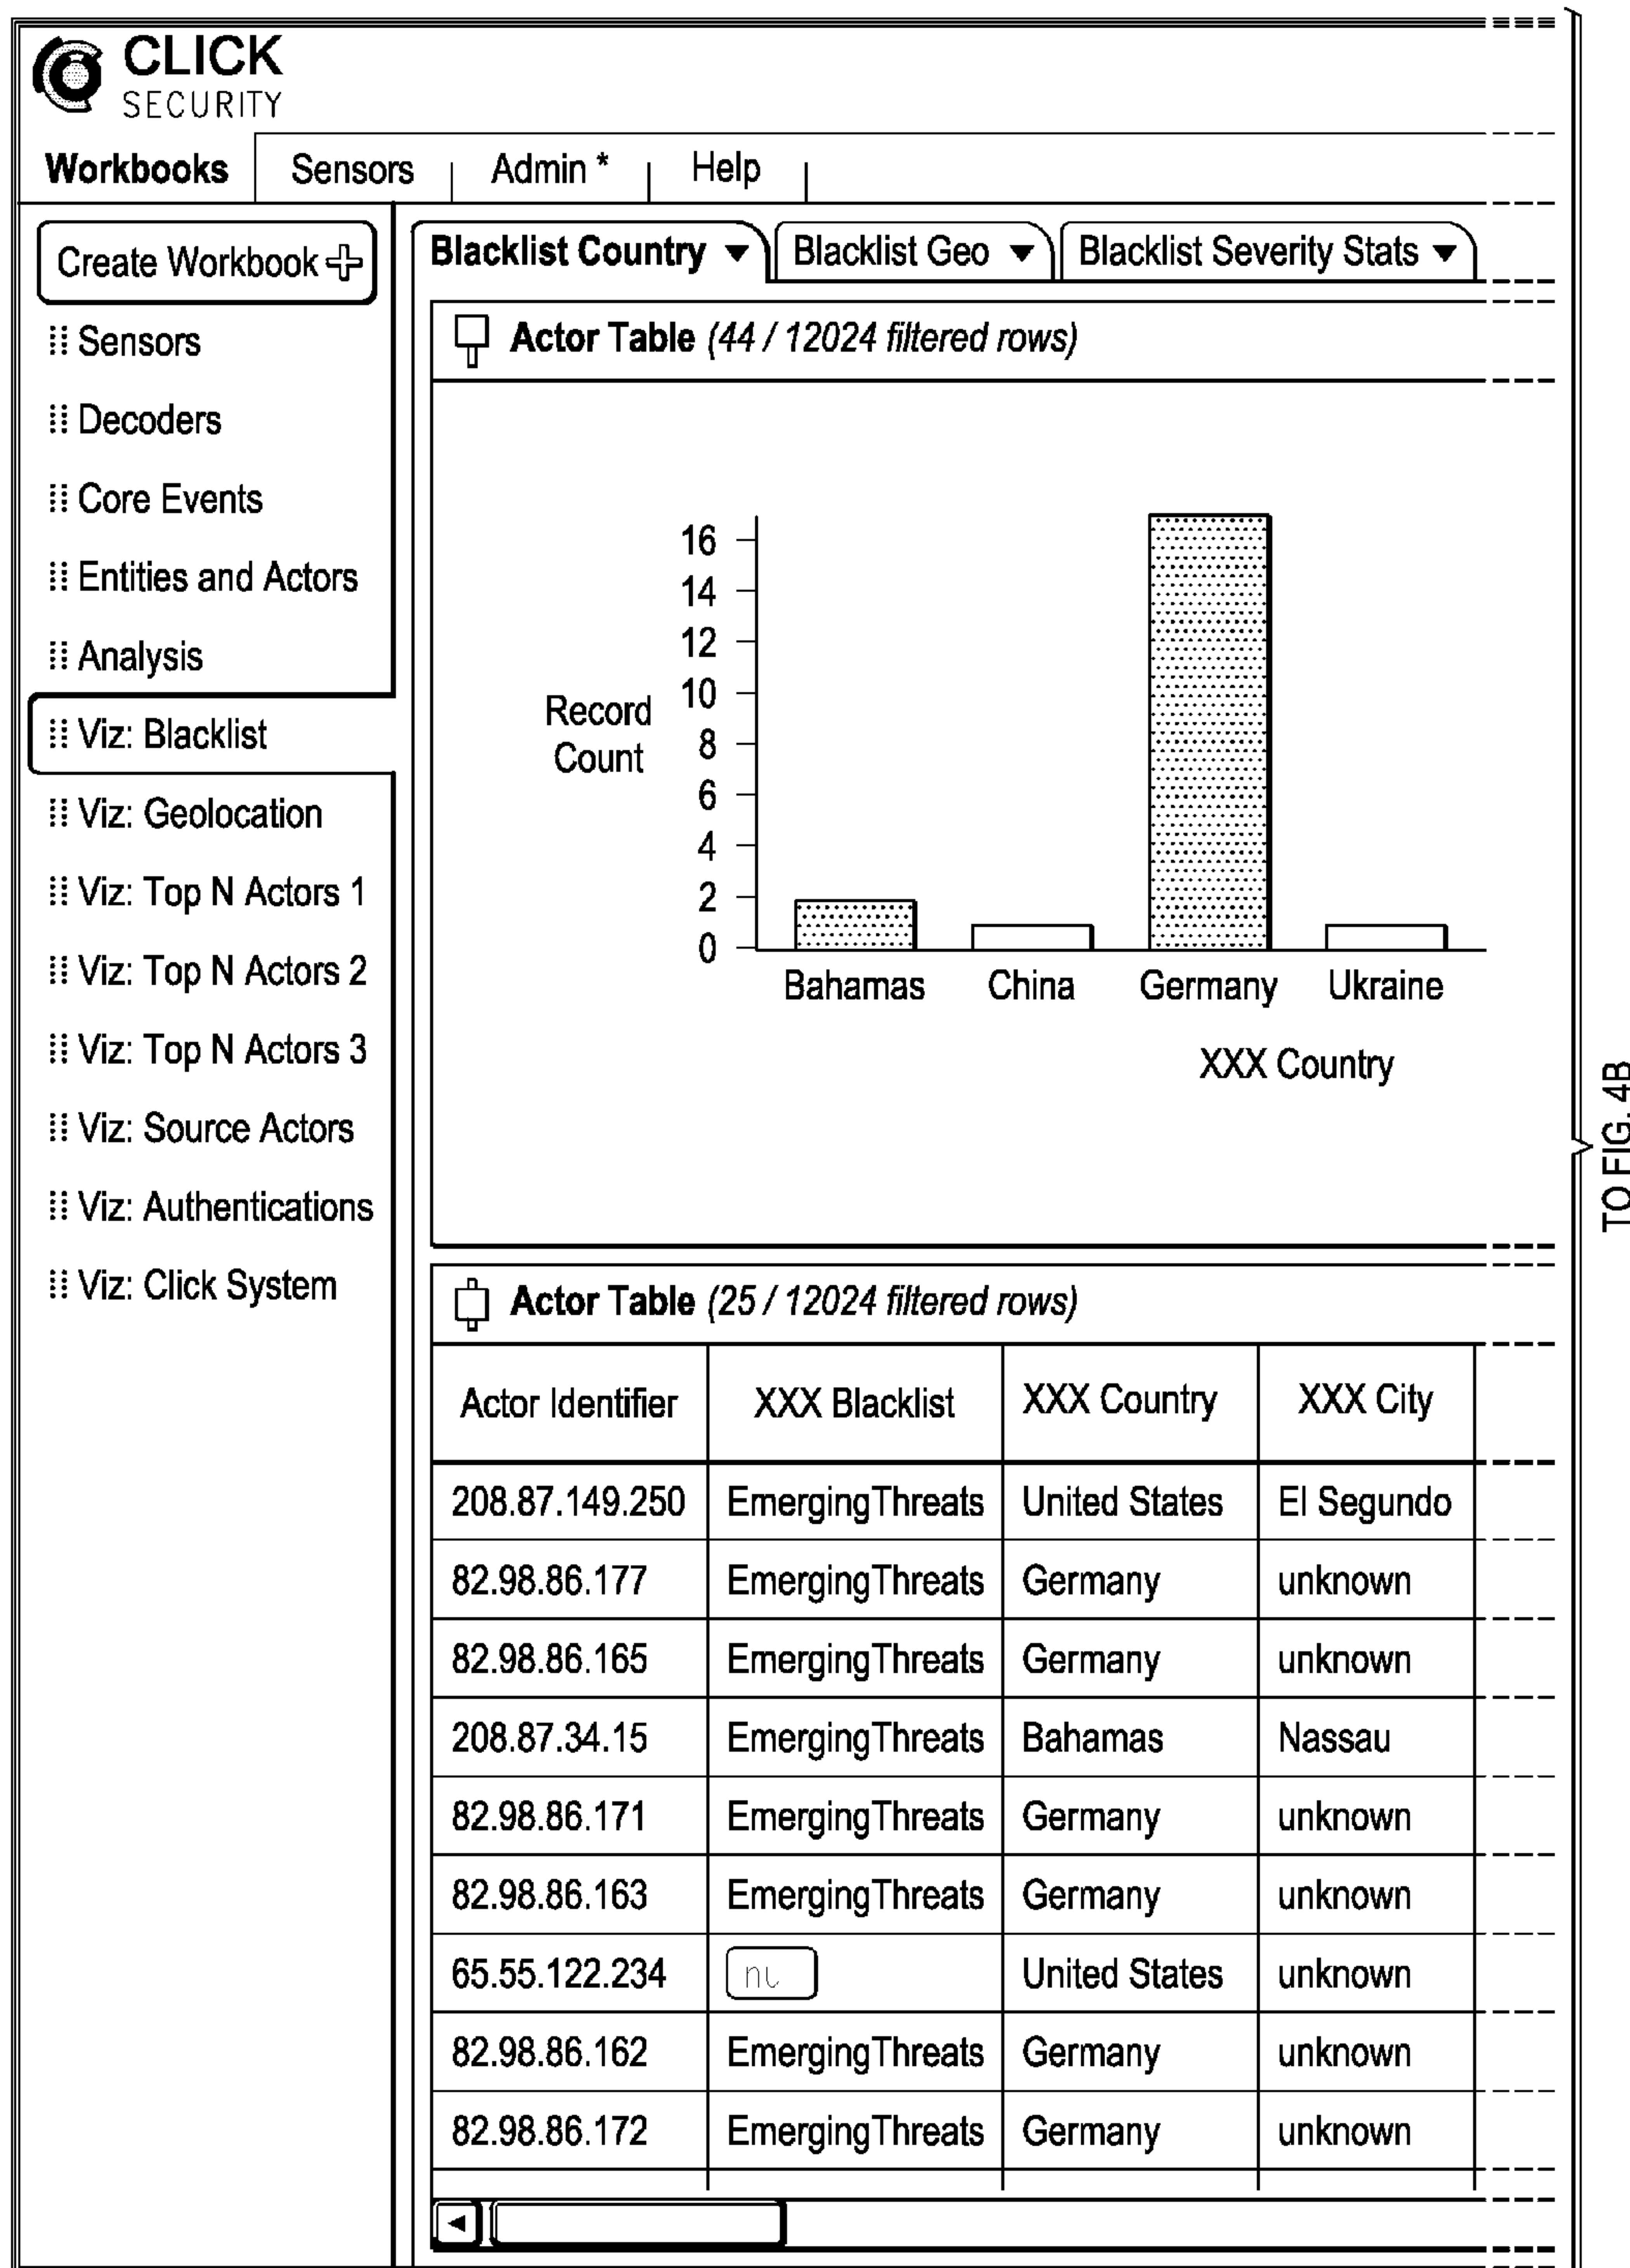 CLICK
SECURITY
Workbooks Sensors Admin * Help
Create Workbook
Sensors
Decoders
Core Events
Entities and Actors
Analysis
Viz: Blacklist
Viz: Geolocation
Viz: Top N Actors 1
Viz: Top N Actors 2
Viz: Top N Actors 3
Viz: Source Actors
Viz: Authentications
Viz: Click System
Blacklist Country Blacklist Geo Blacklist Severity Stats
Actor Table (44 / 12024 filtered rows)
Record
Count
16
14
12
10
8
6
4
2
0
Bahamas China Germany Ukraine
XXX Country
Actor Table (25 / 12024 filtered rows)
Actor Identifier XXX Blacklist XXX Country XXX City
208.87.149.250 EmergingThreats United States El Segundo
82.98.86.177 EmergingThreats Germany unknown
82.98.86.165 EmergingThreats Germany unknown
208.87.34.15 EmergingThreats Bahamas Nassau
82.98.86.171 EmergingThreats Germany unknown
82.98.86.163 EmergingThreats Germany unknown
65.55.122.234 United States unknown
82.98.86.162 EmergingThreats Germany unknown
82.98.86.172 EmergingThreats Germany unknown
TO FIG. 4B